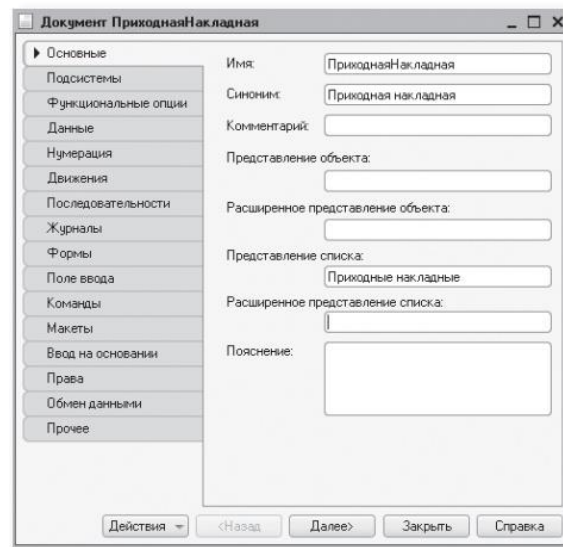 Документ ПриходнаяНакладная
Основные
Подсистемы
Функциональные опции
Данные
Нумерация
Движения
Последовательности
Журналы
Формы
Поле ввода
Команды
Макеты
Ввод на основании
Права
Обмен данными
Прочее
Имя: ПриходнаяНакладная
Синоним: Приходная накладная
Комментарий:
Представление объекта:
Расширенное представление объекта:
Представление списка:
Приходные накладные
Расширенное представление списка:
Пояснение:
Действия <Назад Далее> Закрыть Справка